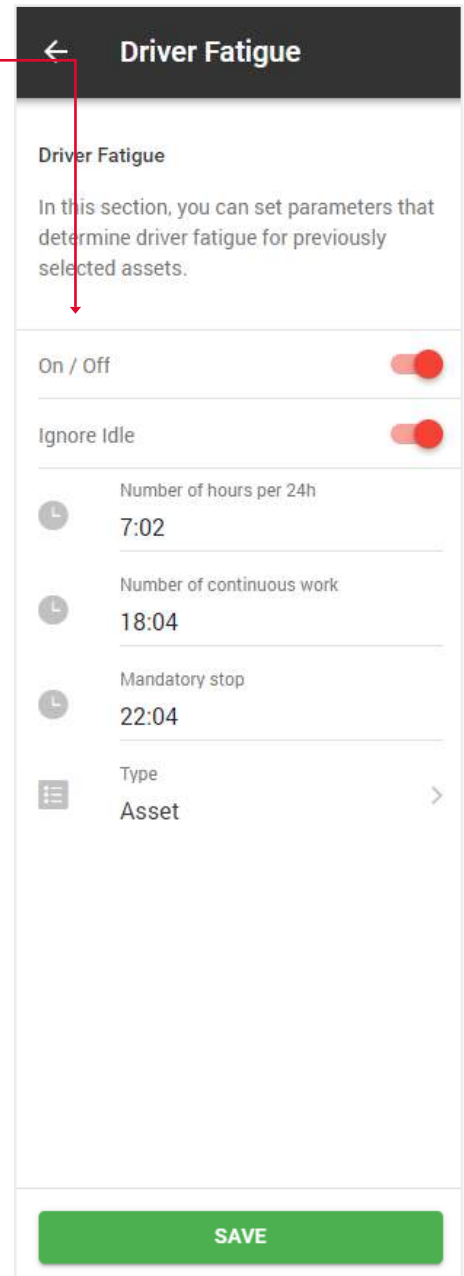 Driver Fatigue
Driver Fatigue
In this section, you can set parameters that
determine driver fatigue for previously
selected assets.
On / Off
Ignore Idle
Number of hours per 24h
7:02
Number of continuous work
18:04
Mandatory stop
22:04
Type
Asset
SAVE